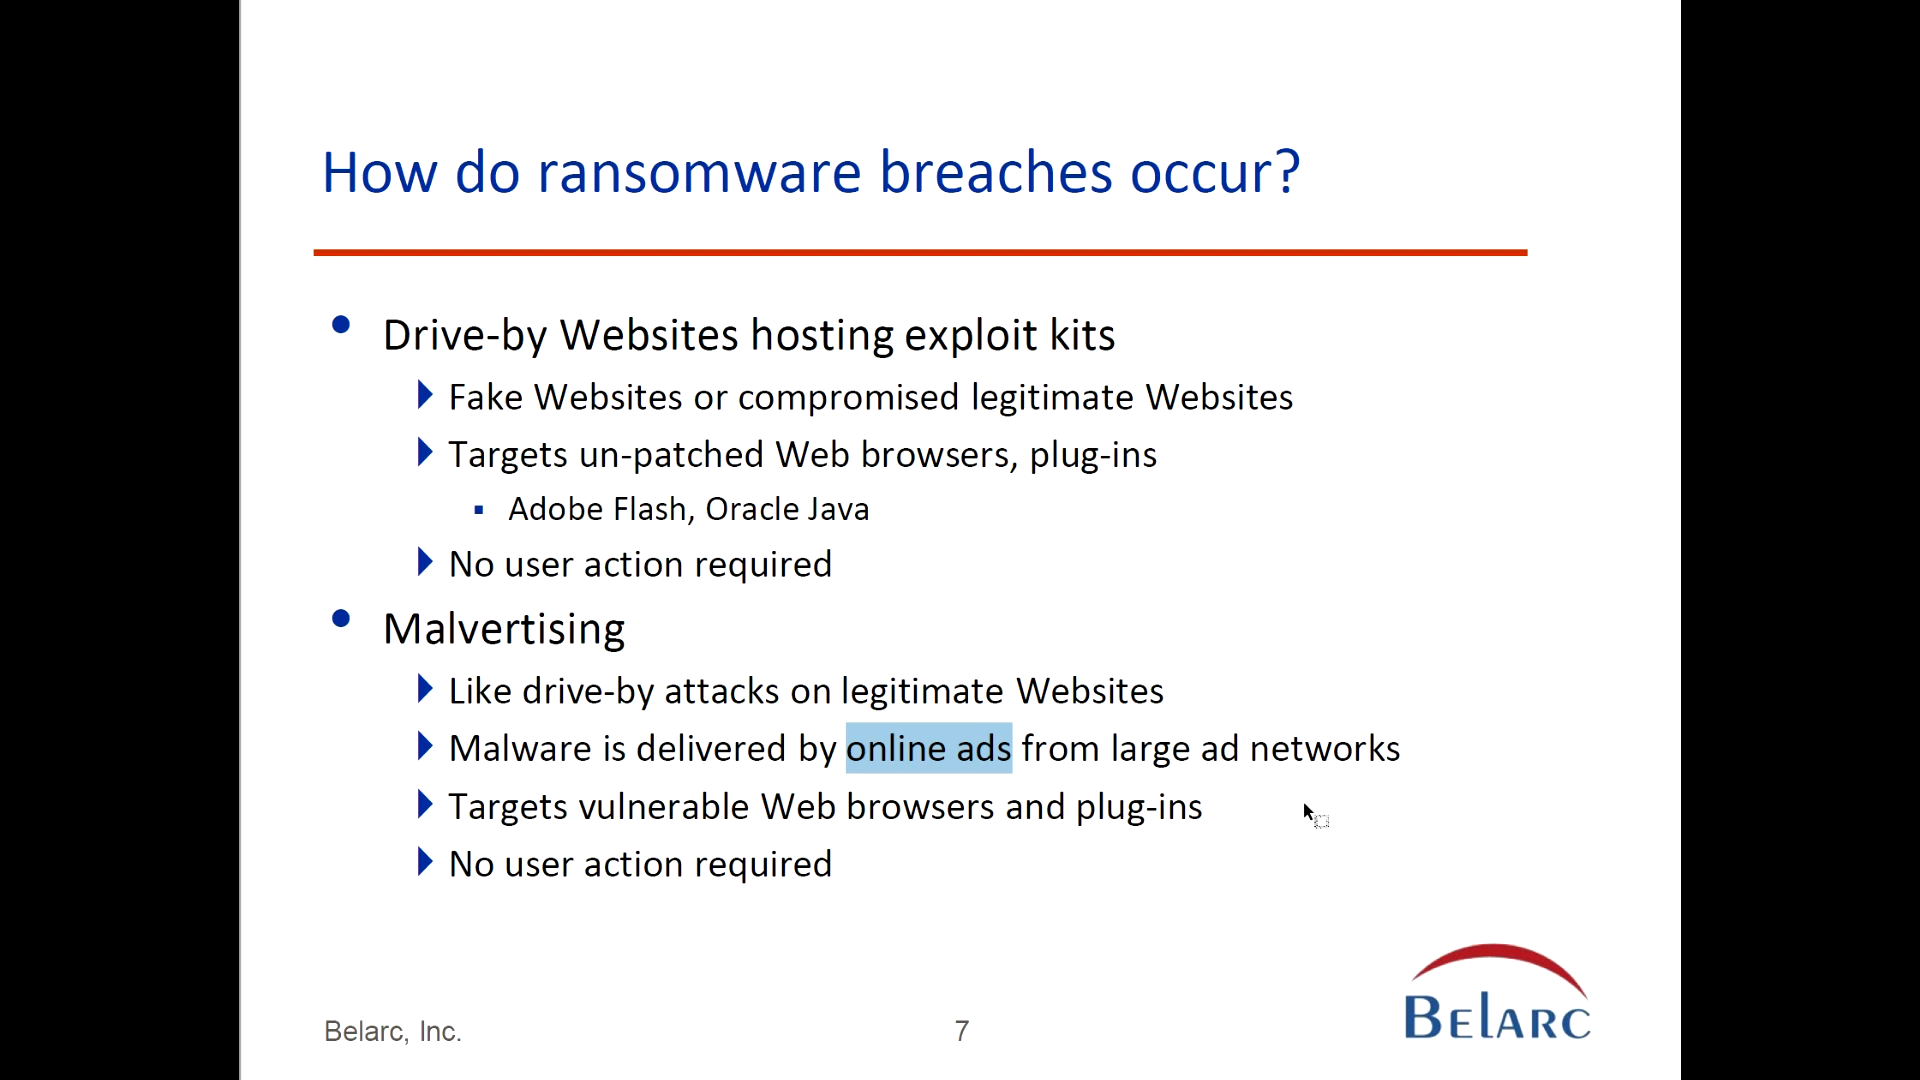 How do ransomware breaches occur?
• Drive-by Websites hosting exploit kits
Fake Websites or compromised legitimate Websites
Targets un-patched Web browsers, plug-ins
▪ Adobe Flash, Oracle Java
No user action required
• Malvertising
Like drive-by attacks on legitimate Websites
Malware is delivered by online ads from large ad networks
Targets vulnerable Web browsers and plug-ins
No user action required
Belarc, Inc.
7
BELARC